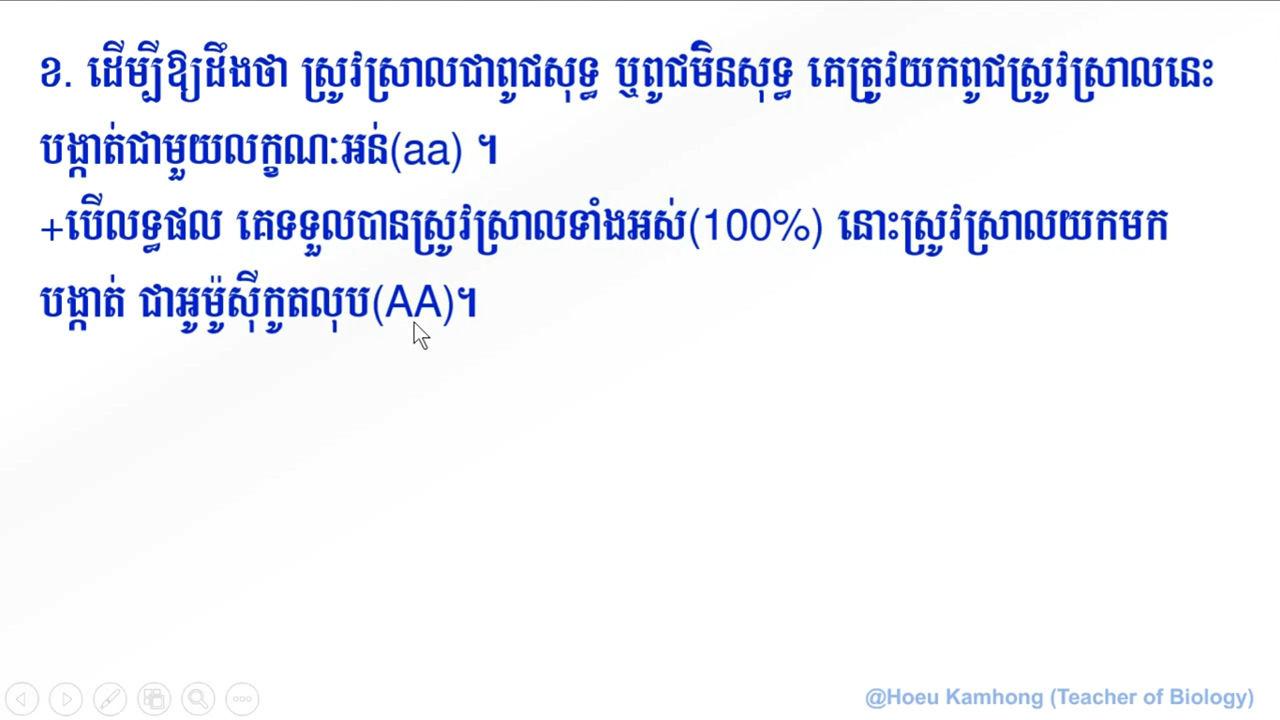 ខ. ដើម្បីឱ្យដឹងថា ស្រូវស្រាលជាពូជសុទ្ធ ឬពូជមិនសុទ្ធ គេត្រូវយកពូជស្រូវស្រាលនេះ
បង្កាត់ជាមួយលក្ខណៈអន់(aa) ។
+បើលទ្ធផល គេទទួលបានស្រូវស្រាលទាំងអស់(100%) នោះស្រូវស្រាលយកមក
បង្កាត់ ជាអូម៉ូស៊ីកូតលុប(AA)។
@Hoeu Kamhong (Teacher of Biology)